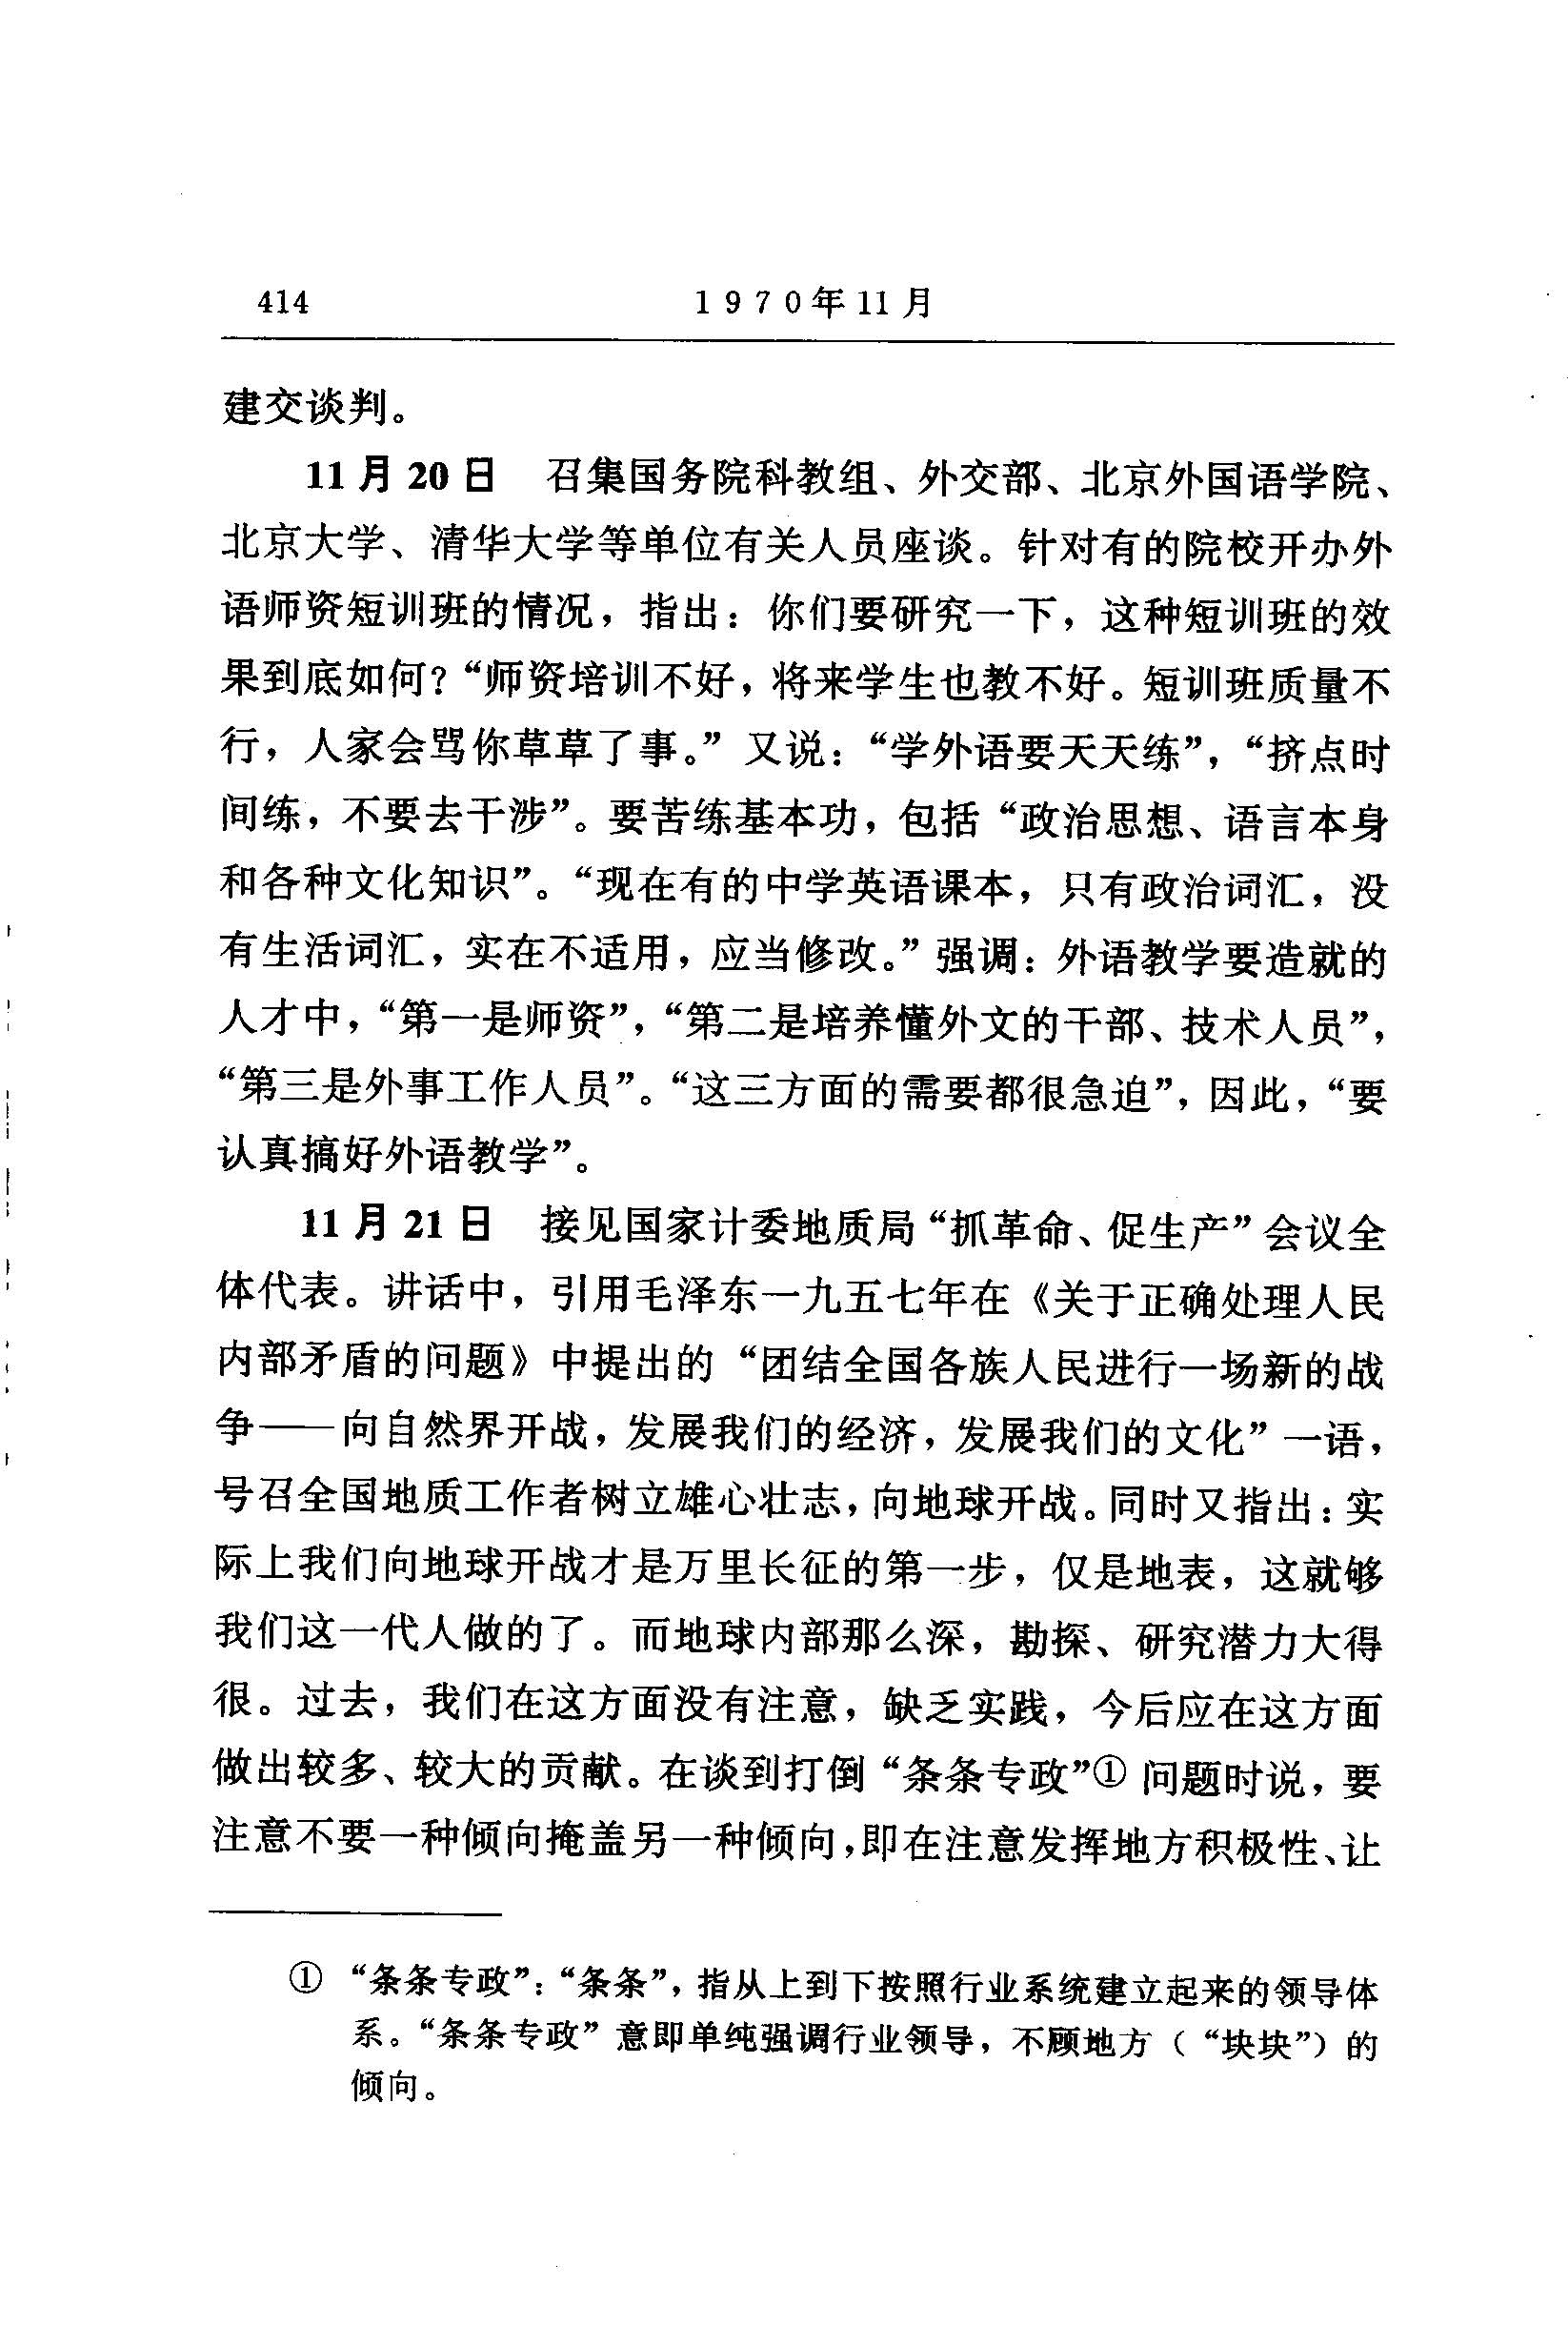 414　1970年11月
建交谈判。
11月20日　召集国务院科教组、外交部、北京外国语学院、
北京大学、清华大学等单位有关人员座谈。针对有的院校开办外
语师资短训班的情况，指出：你们要研究一下，这种短训班的效
果到底如何？“师资培训不好，将来学生也教不好。短训班质量不
行，人家会骂你草草了事。”又说：“学外语要天天练”，“挤点时
间练，不要去干涉”。要苦练基本功，包括“政治思想、语言本身
和各种文化知识”。“现在有的中学英语课本，只有政治词汇，没
有生活词汇，实在不适用，应当修改。”强调：外语教学要造就的
人才中，“第一是师资”，“第二是培养懂外文的干部、技术人员”，
“第三是外事工作人员”。“这三方面的需要都很急迫”，因此，“要
认真搞好外语教学”。
11月21日　接见国家计委地质局“抓革命、促生产”会议全
体代表。讲话中，引用毛泽东一九五七年在《关于正确处理人民
内部矛盾的问题》中提出的“团结全国各族人民进行一场新的战
争——向自然界开战，发展我们的经济，发展我们的文化”一语，
号召全国地质工作者树立雄心壮志，向地球开战。同时又指出：实
际上我们向地球开战才是万里长征的第一步，仅是地表，这就够
我们这一代人做的了。而地球内部那么深，勘探、研究潜力大得
很。过去，我们在这方面没有注意，缺乏实践，今后应在这方面
做出较多、较大的贡献。在谈到打倒“条条专政”①问题时说，要
注意不要一种倾向掩盖另一种倾向，即在注意发挥地方积极性、让
①　“条条专政”：“条条”，指从上到下按照行业系统建立起来的领导体
系。“条条专政”意即单纯强调行业领导，不顾地方（“块块”）的
倾向。